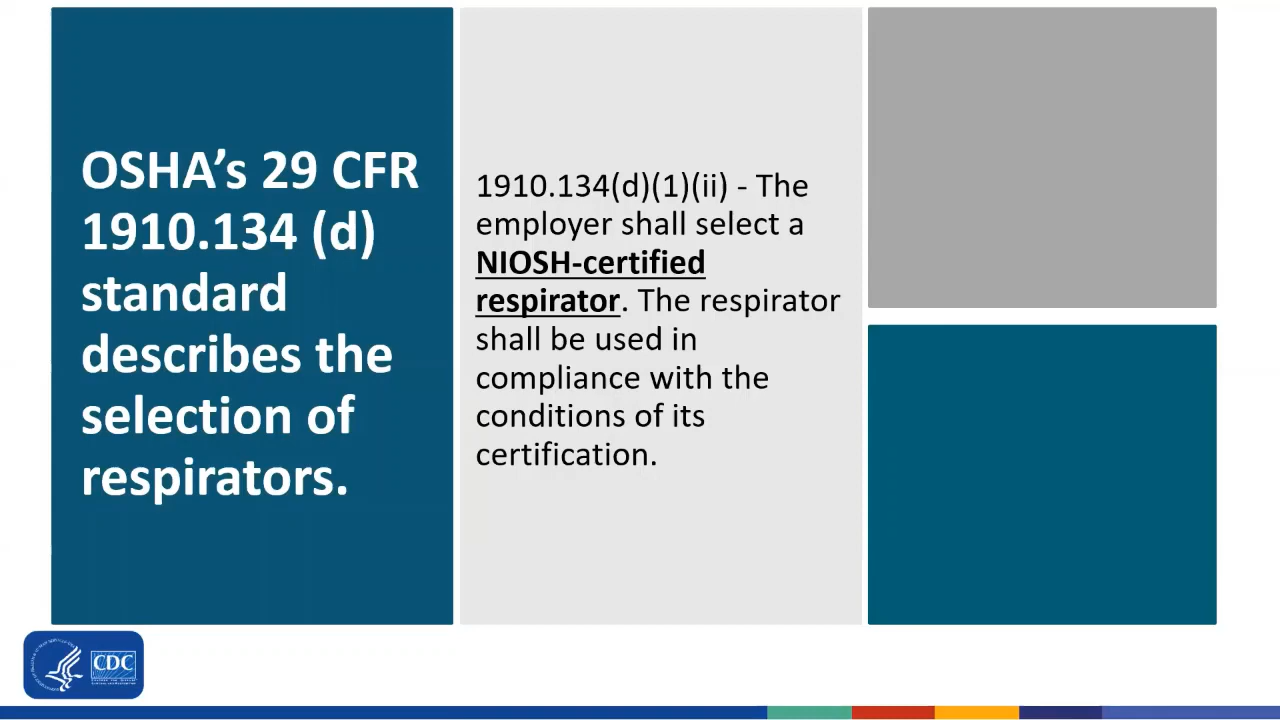 OSHA’s 29 CFR
1910.134 (d)
standard
describes the
selection of
respirators.
1910.134(d)(1)(ii) - The
employer shall select a
NIOSH-certified
respirator. The respirator
shall be used in
compliance with the
conditions of its
certification.
CDC